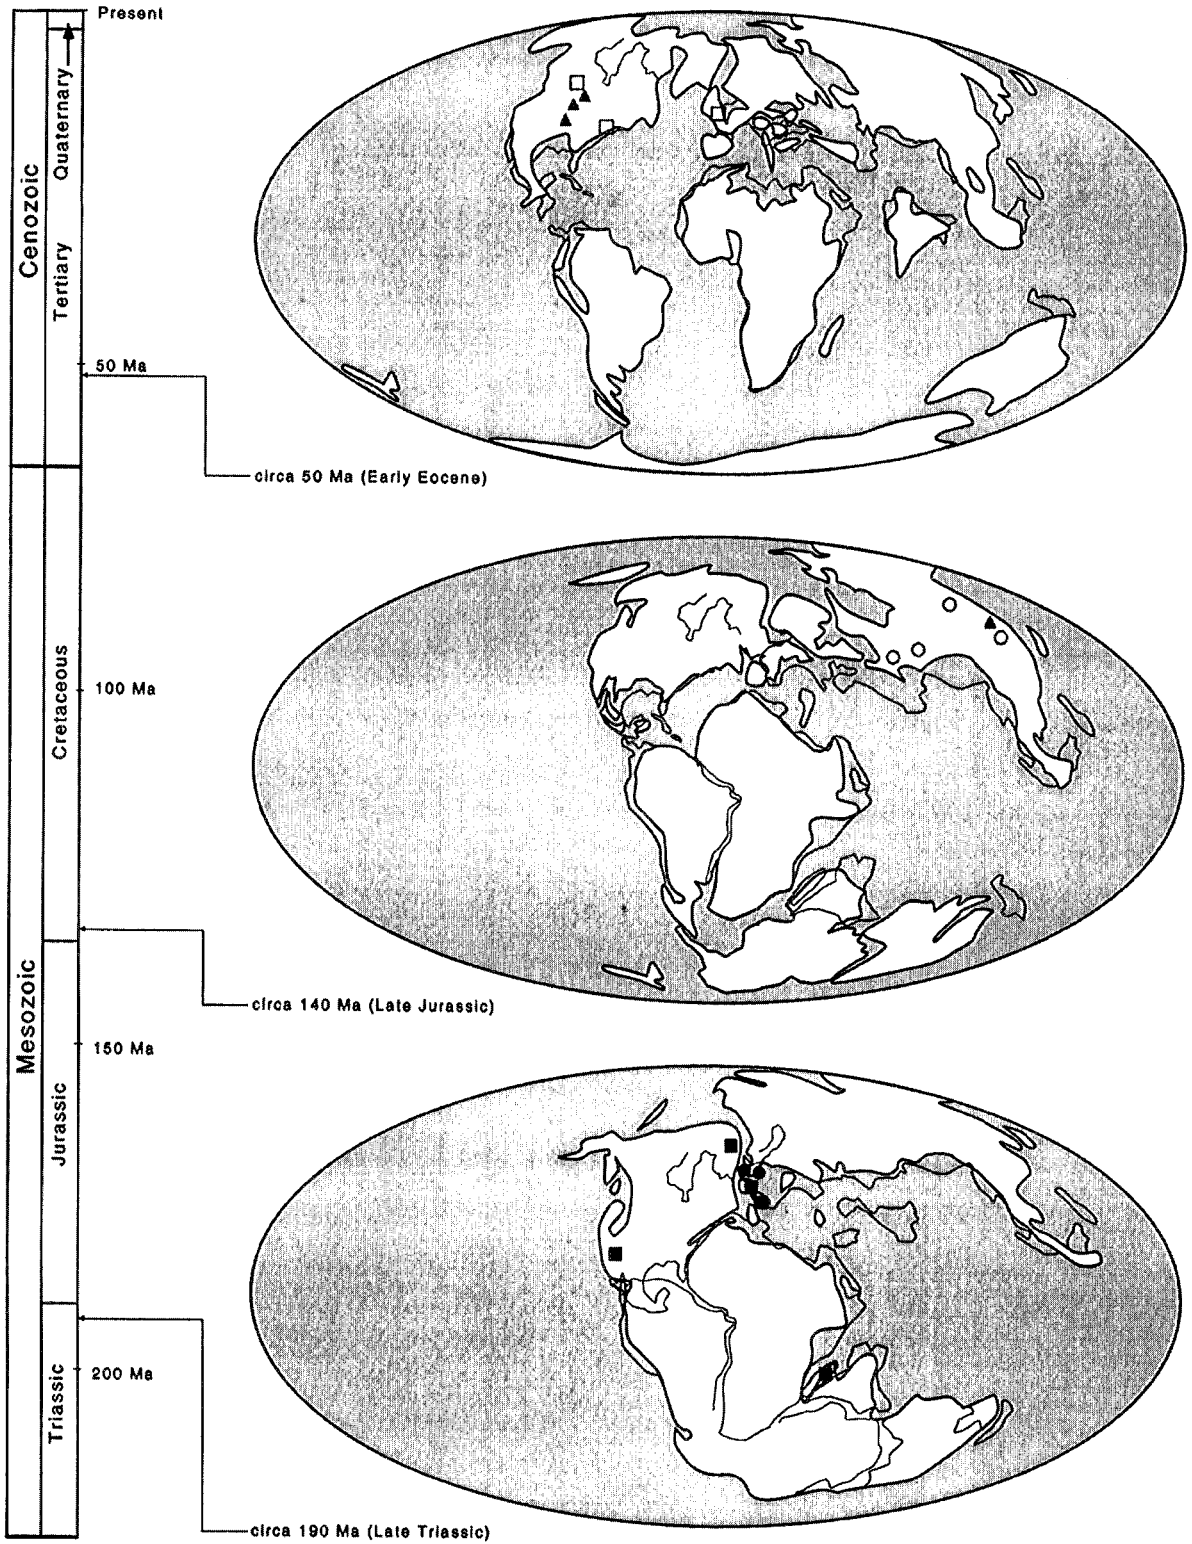 Present
Quaternary
Cenozoic
Tertiary
50 Ma
circa 50 Ma (Early Eocene)
Cretaceous
100 Ma
Mesozoic
circa 140 Ma (Late Jurassic)
150 Ma
Jurassic
200 Ma
Triassic
circa 190 Ma (Late Triassic)